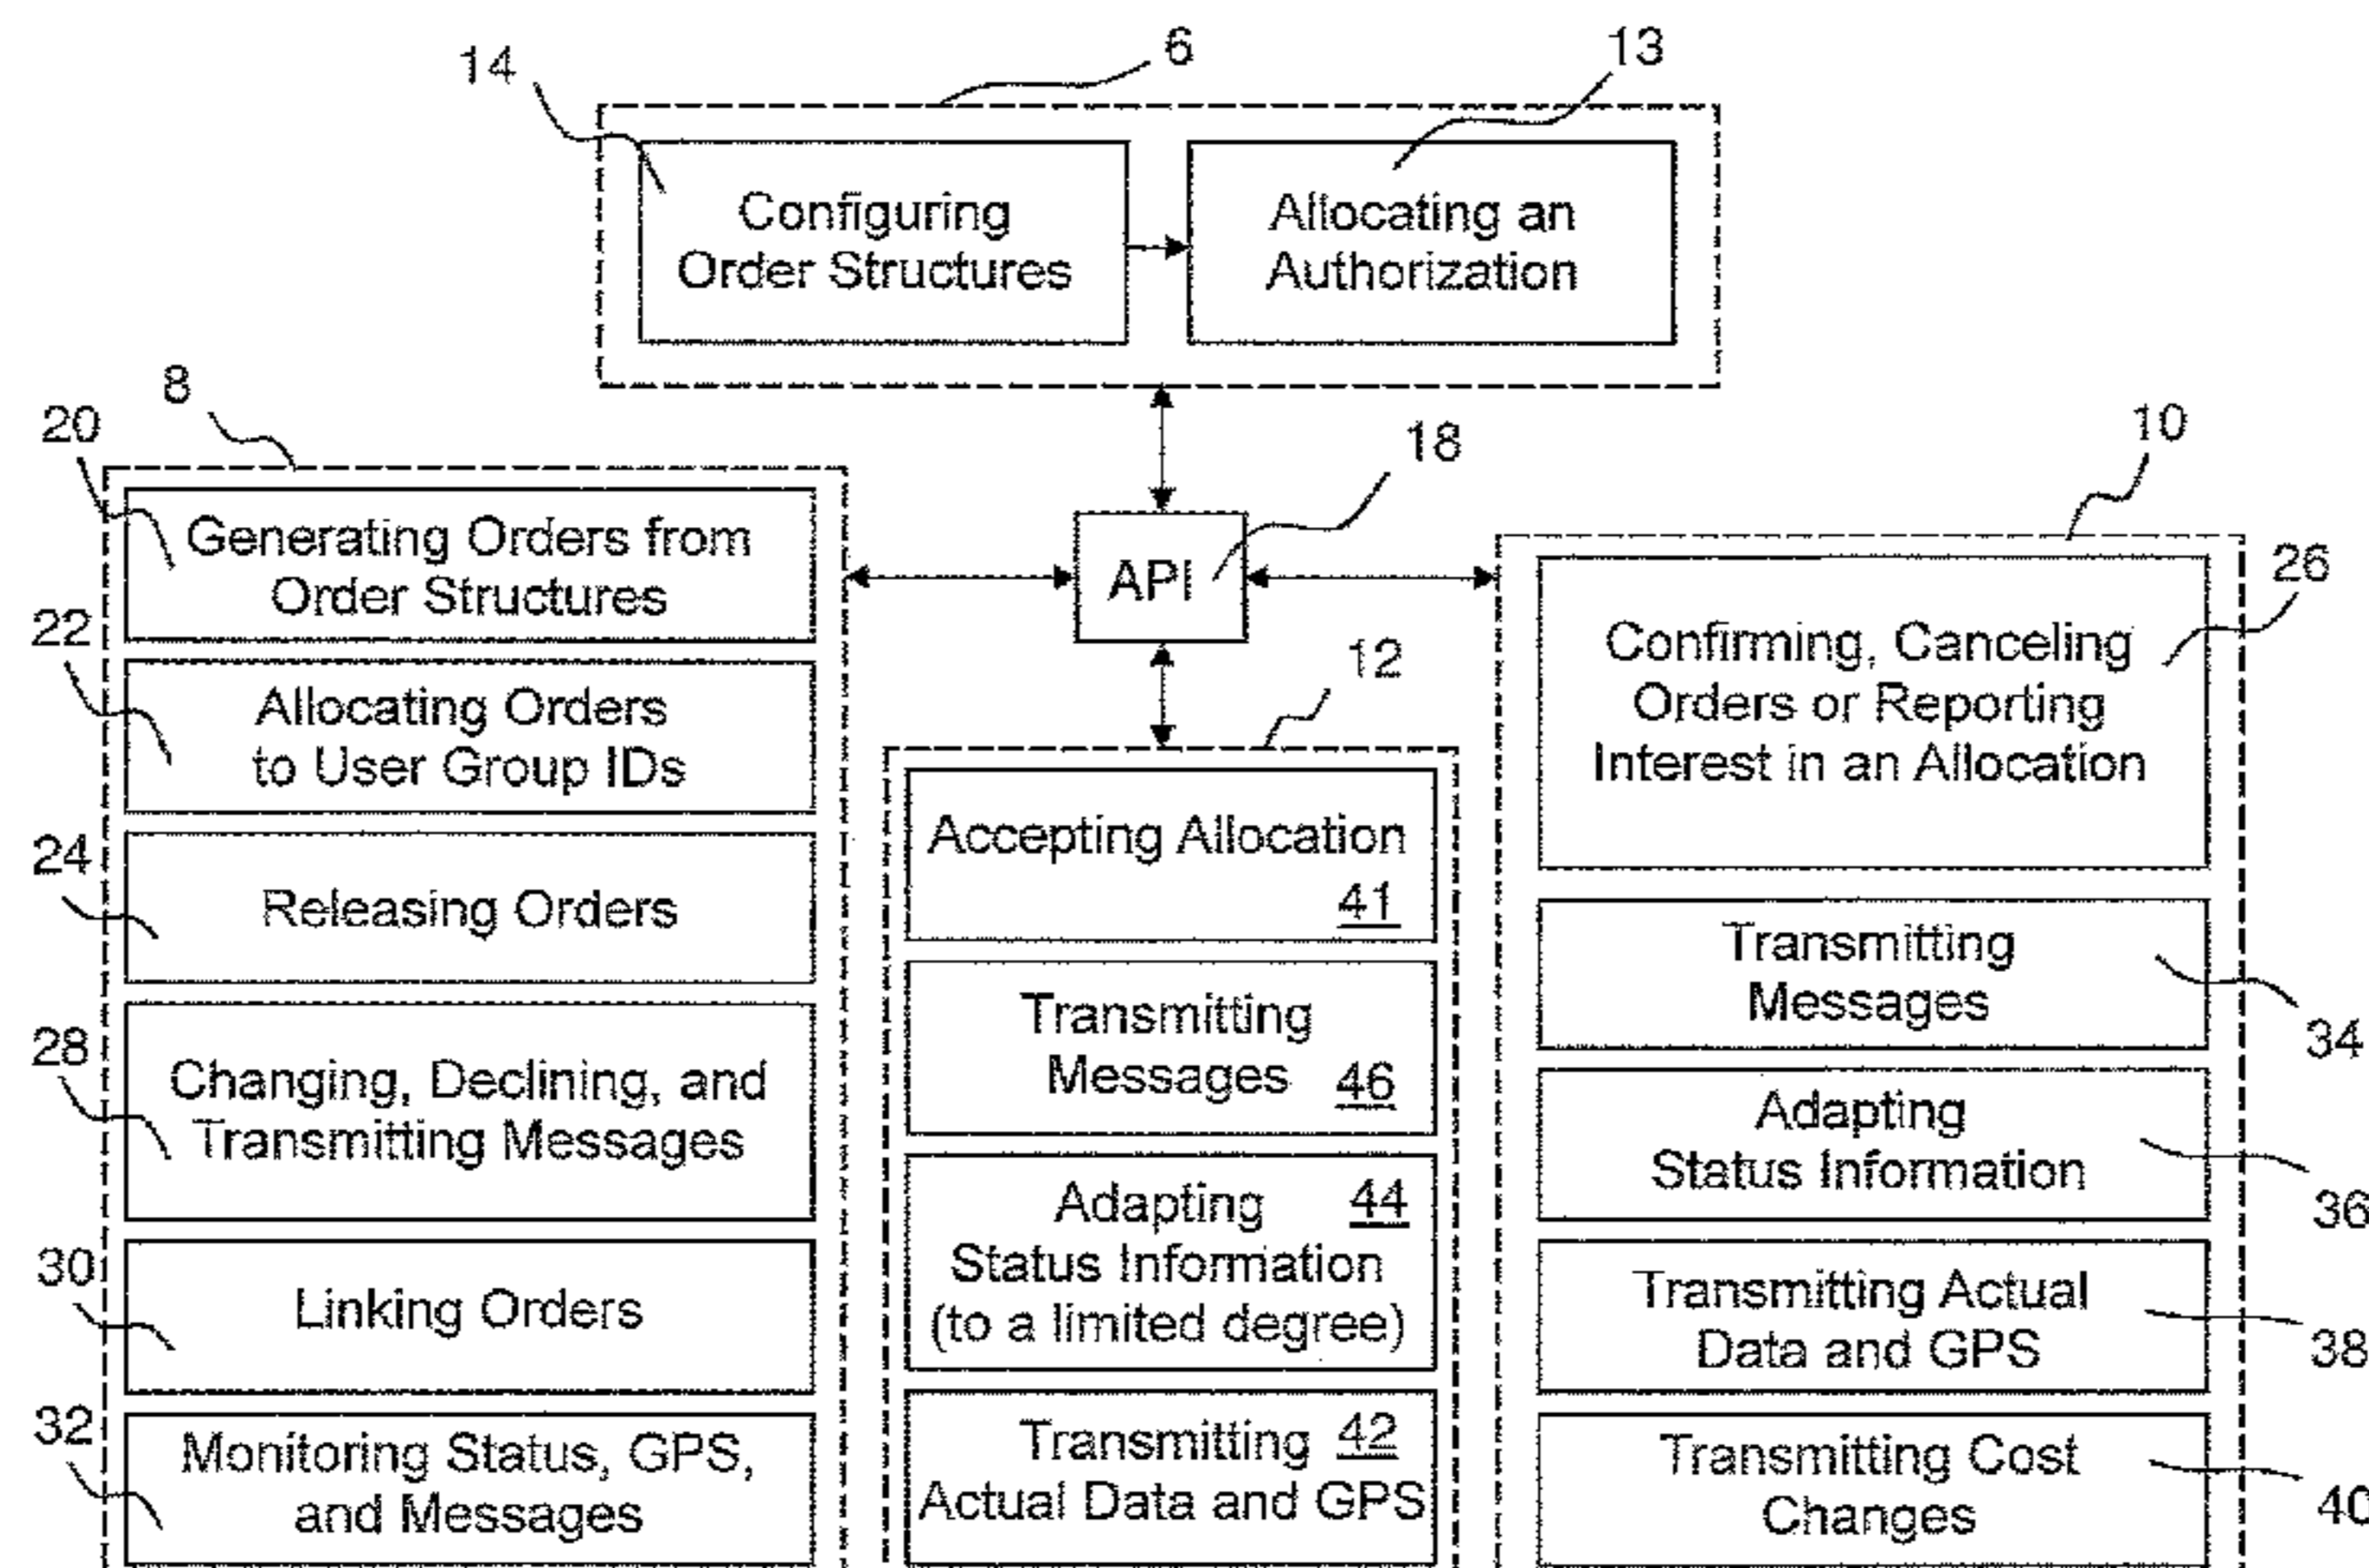 14
6
13
Configuring
Order Structures
Allocating an
Authorization
8
20
18
10
Generating Orders from
Order Structures
API
26
22
12
Confirming, Canceling
Orders or Reporting
Interest in an Allocation
Allocating Orders
to User Group IDs
24
Releasing Orders
Accepting Allocation
41
Transmitting
Messages
34
28
Changing, Declining, and
Transmitting Messages
Transmitting
Messages 46
Adapting
Status Information
36
30
Linking Orders
Adapting 44
Status Information
(to a limited degree)
Transmitting Actual
Data and GPS
38
32
Monitoring Status, GPS,
and Messages
Transmitting 42
Actual Data and GPS
Transmitting Cost
Changes
40